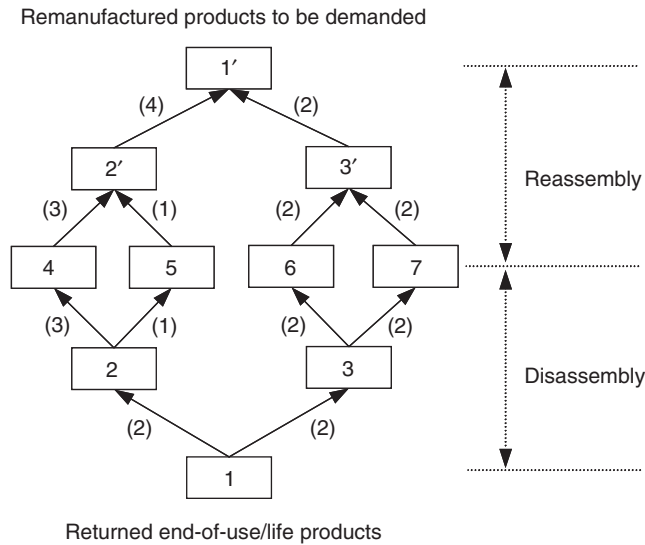 Remanufactured products to be demanded
1′
(4) (2)
2′ 3′
Reassembly
(3) (1) (2) (2)
4 5 6 7
(3) (1) (2) (2)
2 3
Disassembly
(2) (2)
1
Returned end-of-use/life products